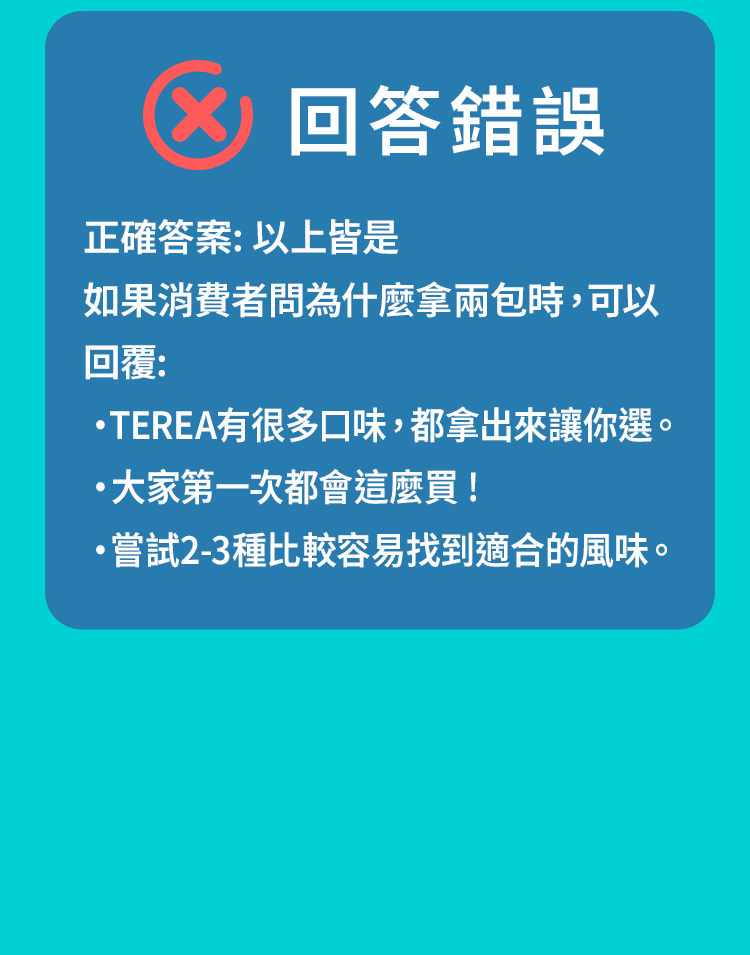 回答錯誤
正確答案: 以上皆是
如果消費者問為什麼拿兩包時，可以
回覆:
・TEREA有很多口味，都拿出來讓你選。
・大家第一次都會這麼買！
・嘗試2-3種比較容易找到適合的風味。